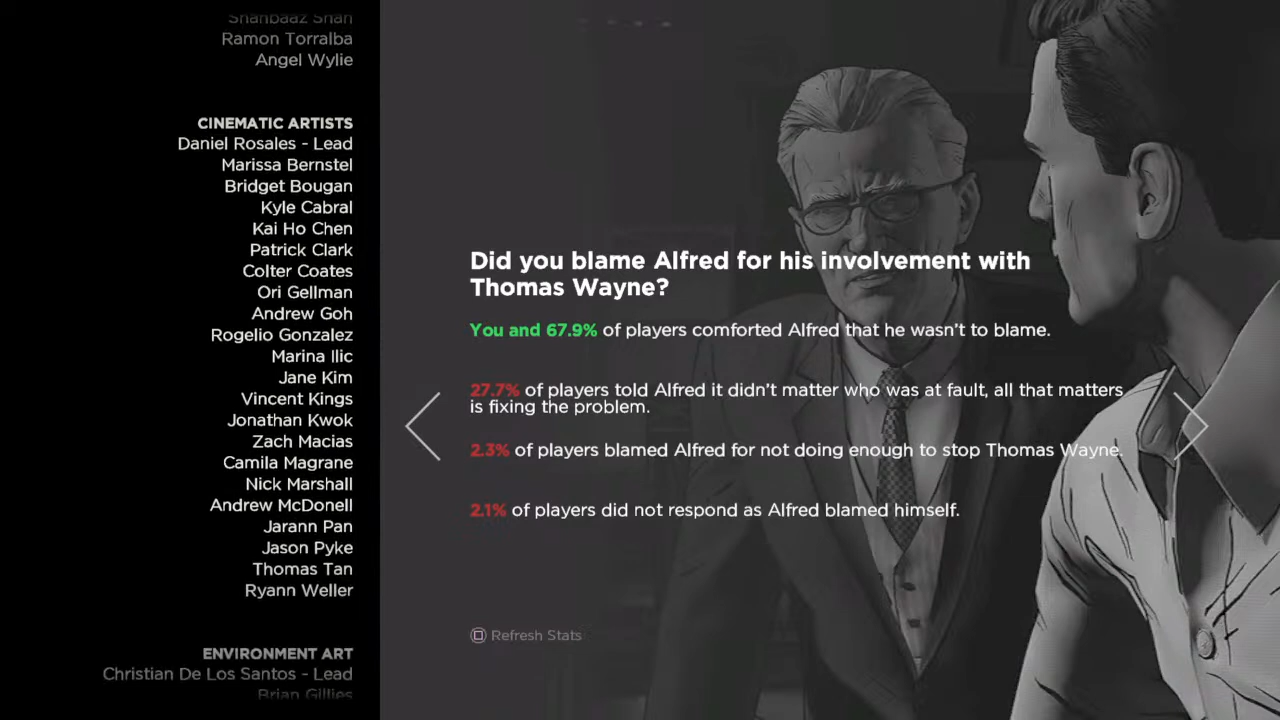 Shahbaaz Shah
Ramon Torralba
Angel Wylie
CINEMATIC ARTISTS
Daniel Rosales - Lead
Marissa Bernstel
Bridget Bougan
Kyle Cabral
Kai Ho Chen
Patrick Clark
Colter Coates
Ori Gellman
Andrew Goh
Rogelio Gonzalez
Marina Ilic
Jane Kim
Vincent Kings
Jonathan Kwok
Zach Macias
Camila Magrane
Nick Marshall
Andrew McDonell
Jarann Pan
Jason Pyke
Thomas Tan
Ryann Weller
ENVIRONMENT ART
Christian De Los Santos - Lead
Brian Gillies
Did you blame Alfred for his involvement with
Thomas Wayne?
You and 67.9% of players comforted Alfred that he wasn't to blame.
27.7% of players told Alfred it didn't matter who was at fault, all that matters
is fixing the problem.
2.3% of players blamed Alfred for not doing enough to stop Thomas Wayne.
2.1% of players did not respond as Alfred blamed himself.
Refresh Stats